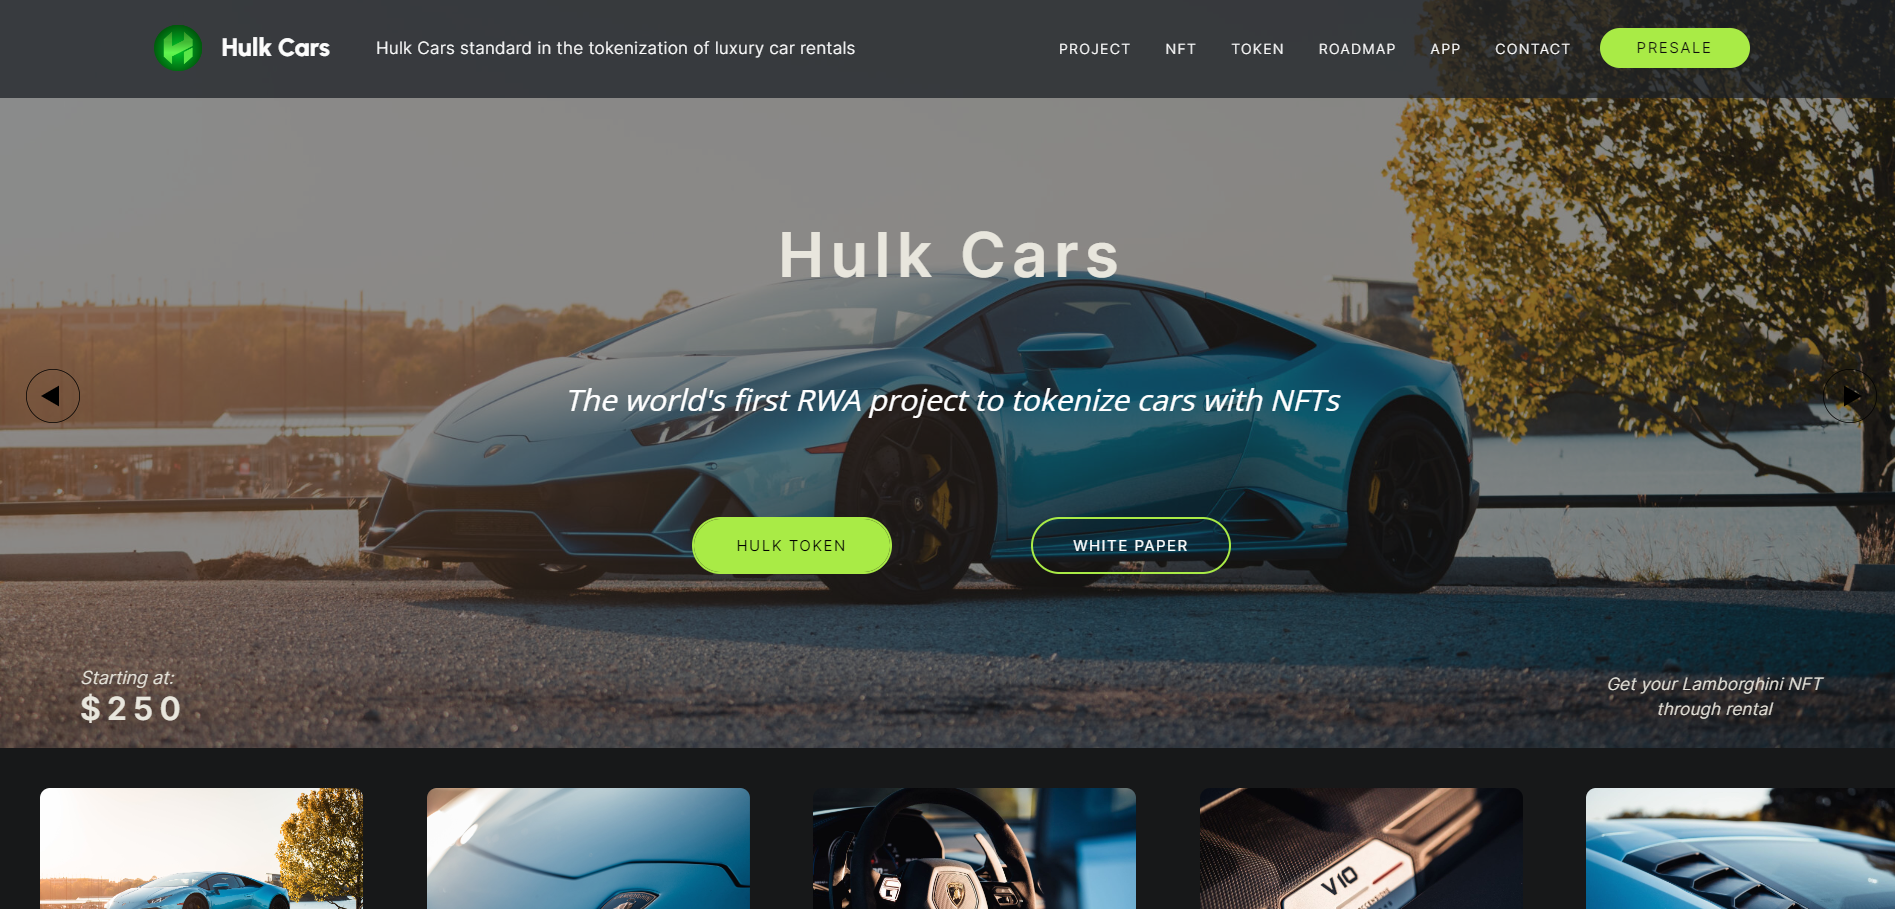 Hulk Cars
Hulk Cars standard in the tokenization of luxury car rentals
PROJECT
NFT
TOKEN
ROADMAP
APP
CONTACT
PRESALE
Hulk Cars
The world's first RWA project to tokenize cars with NFTs
HULK TOKEN
WHITE PAPER
Starting at:
$250
Get your Lamborghini NFT
through rental
V10